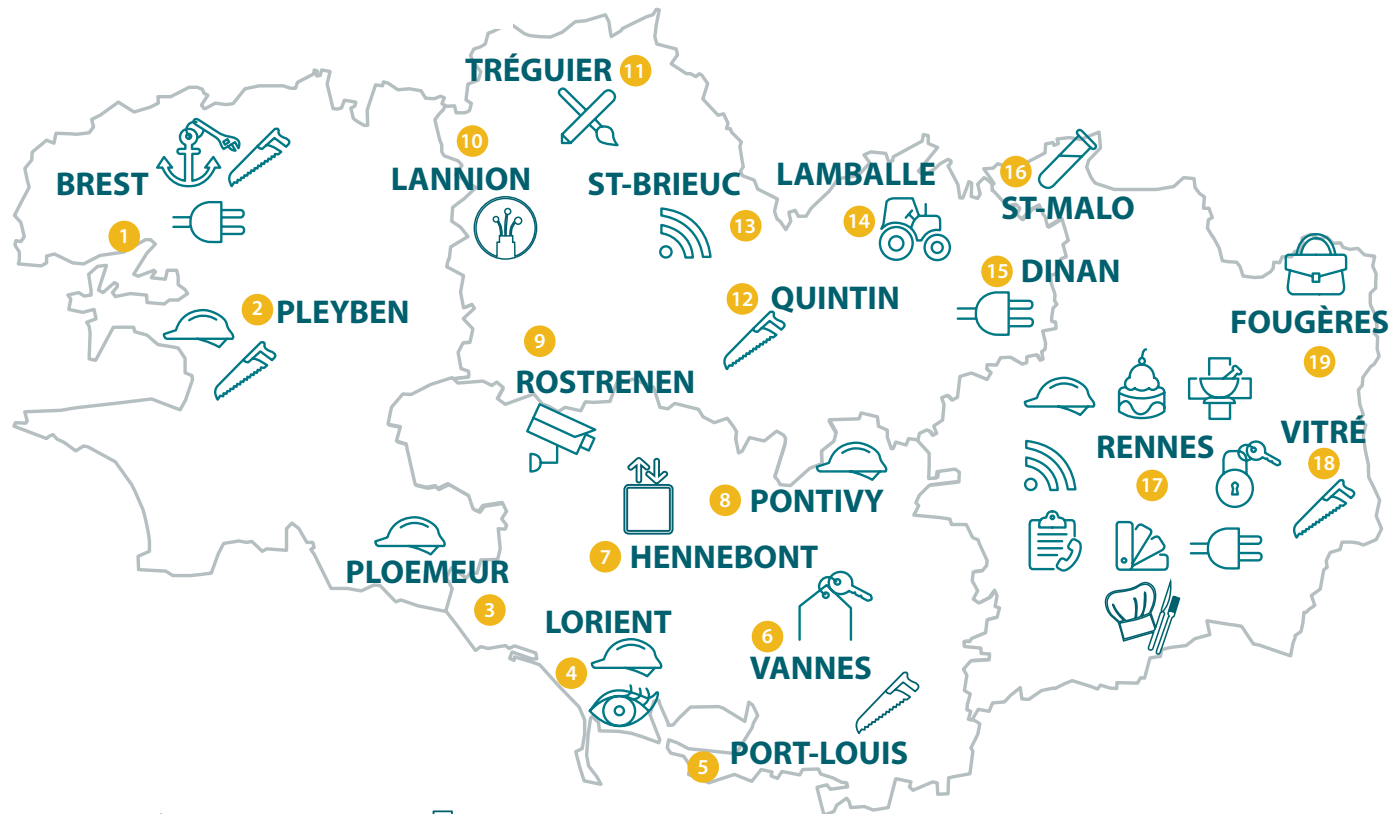 TRÉGUIER 11
10
LANNION
BREST
1
ST-BRIEUC
13
LAMBALLE
14
16
ST-MALO
15 DINAN
2 PLEYBEN
12 QUINTIN
FOUGÈRES
19
9
ROSTRENEN
RENNES
17
VITRÉ
18
8 PONTIVY
7 HENNEBONT
PLOEMEUR
3
LORIENT
4
6
VANNES
5 PORT-LOUIS